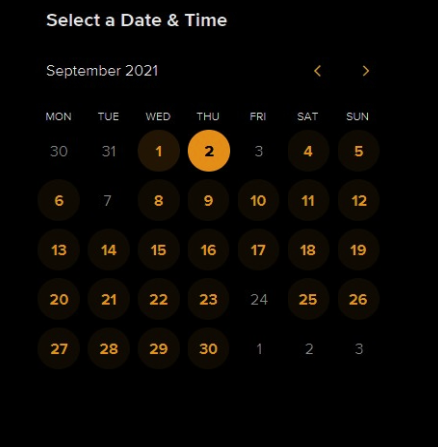 Select a Date & Time
September 2021
MON TUE WED THU FRI SAT SUN
30 31 1 2 3 4 5
6 7 8 9 10 11 12
13 14 15 16 17 18 19
20 21 22 23 24 25 26
27 28 29 30 1 2 3